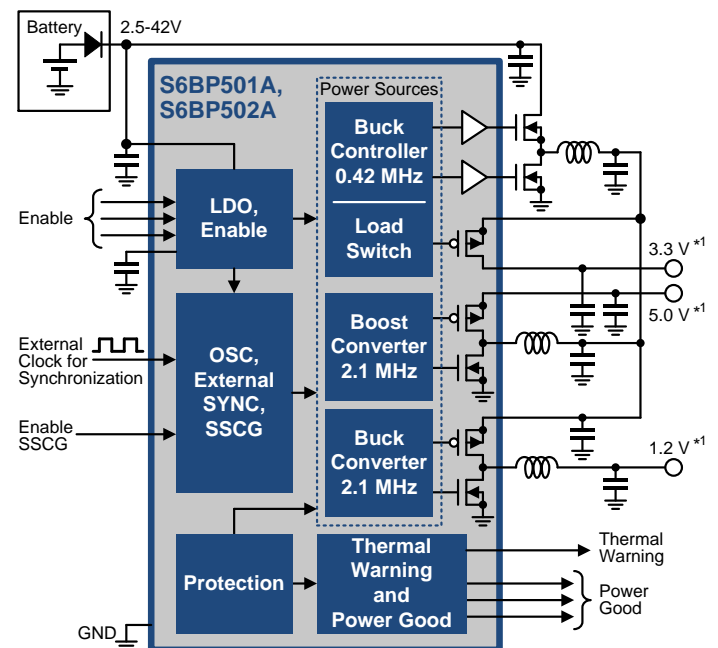 Battery
2.5-42V
S6BP501A,
S6BP502A
Power Sources
Buck
Controller
0.42 MHz
Load
Switch
LDO,
Enable
Enable
3.3 V *1
5.0 V *1
Boost
Converter
2.1 MHz
External
Clock for
Synchronization
OSC,
External
SYNC,
SSCG
Enable
SSCG
Buck
Converter
2.1 MHz
1.2 V *1
Protection
Thermal
Warning
and
Power Good
Thermal
Warning
Power
Good
GND